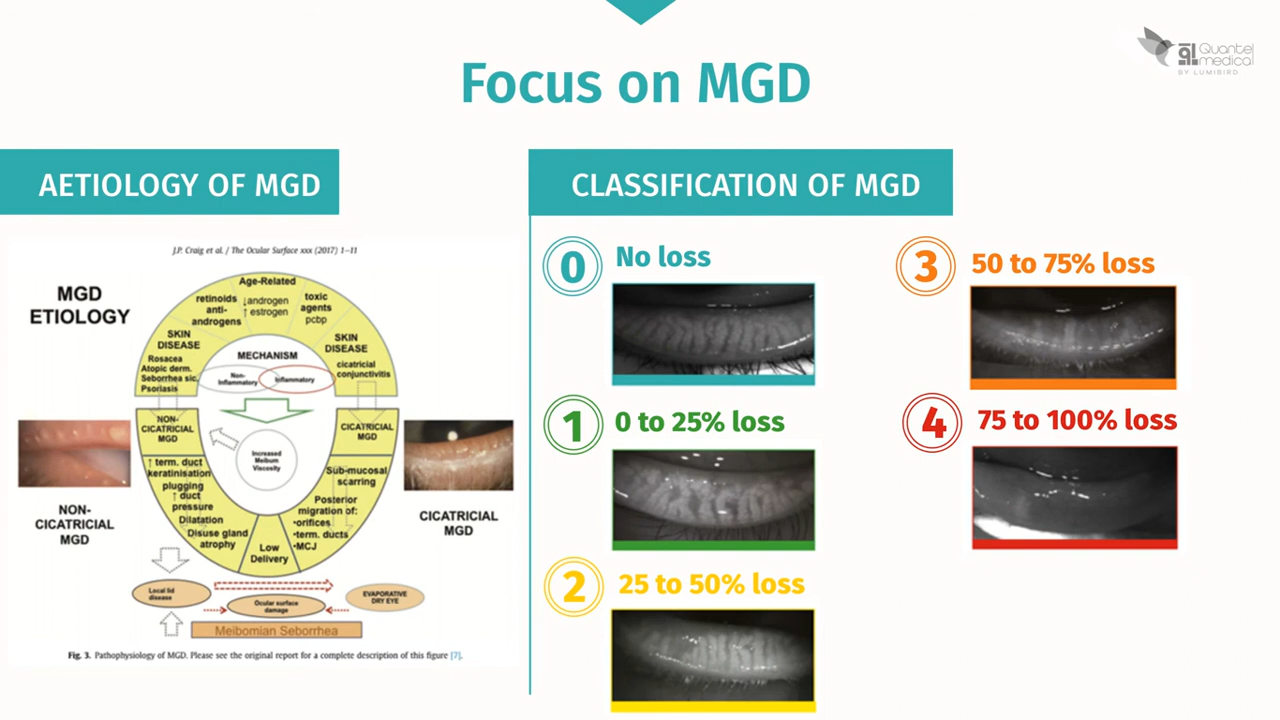 Quantel
medical
BY LUMIBIRD
Focus on MGD
AETIOLOGY OF MGD
J.P. Craig et al. / The Ocular Surface xxx (2017) 1–11
MGD
ETIOLOGY
Age-Related
retinoids
anti-
androgens
↓androgen
↑ estrogen
toxic
agents
pcbp
SKIN
DISEASE
Rosacea
Atopic derm.
Seborrhea sic,
Psoriasis
SKIN
DISEASE
cicatricial
conjunctivitis
MECHANISM
Non-
Inflammatory
Inflammatory
NON-
CICATRICIAL
MGD
CICATRICIAL
MGD
Increased
Meibum
Viscosity
↑ term. duct
keratinisation
plugging
↑ duct
pressure
Dilatation
Disuse gland
atrophy
Low
Delivery
Sub-mucosal
scarring
Posterior
migration of:
•orifices
•term. ducts
•MCJ
NON-
CICATRICIAL
MGD
CICATRICIAL
MGD
Local lid
disease
Ocular surface
damage
EVAPORATIVE
DRY EYE
Meibomian Seborrhea
Fig. 3. Pathophysiology of MGD. Please see the original report for a complete description of this figure [7].
CLASSIFICATION OF MGD
0 No loss
1 0 to 25% loss
2 25 to 50% loss
3 50 to 75% loss
4 75 to 100% loss